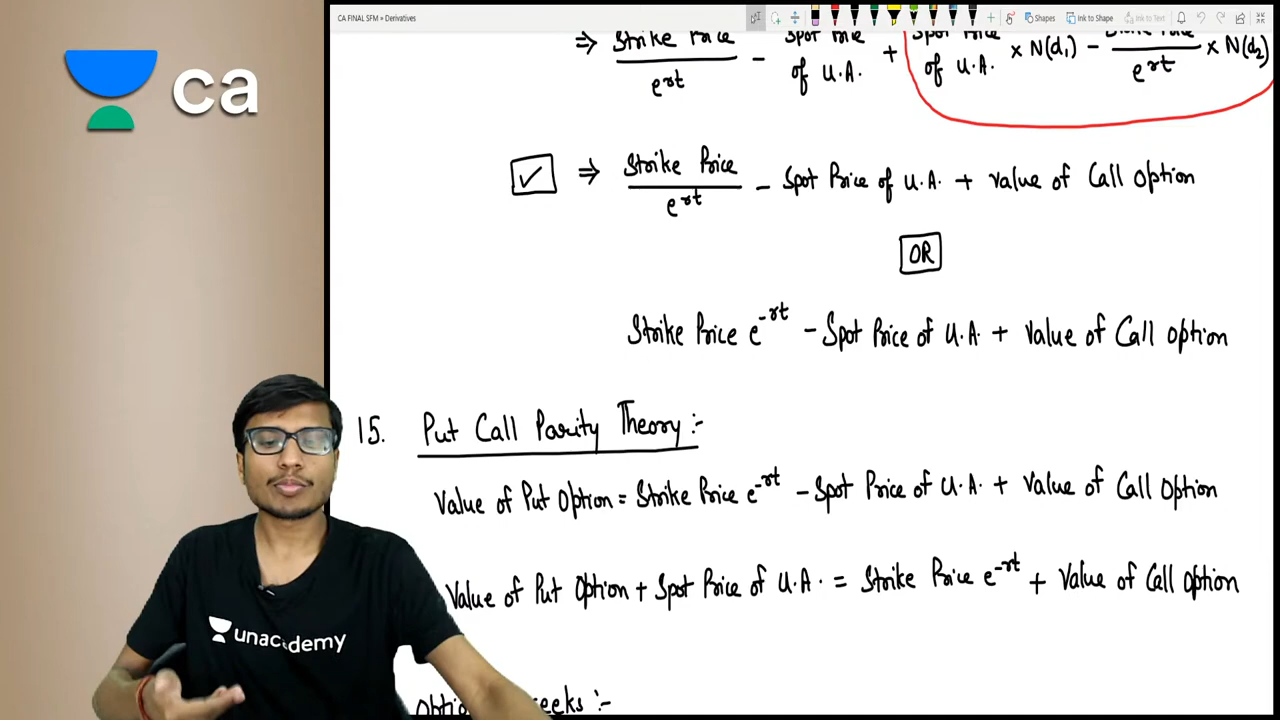 CA FINAL SFM » Derivatives
Shapes
Ink to Shape
Ink to Text
ca
⇒ Strike Price / e^rt − Spot Price of U.A. + Spot Price of U.A. × N(d1) − Strike Price / e^rt × N(d2)
✓ ⇒ Strike Price / e^rt − Spot Price of U.A. + Value of Call Option
OR
Strike Price e^-rt − Spot Price of U.A. + Value of Call Option
15. Put Call Parity Theory :-
Value of Put Option = Strike Price e^-rt − Spot Price of U.A. + Value of Call Option
Value of Put Option + Spot Price of U.A. = Strike Price e^-rt + Value of Call Option
unacademy